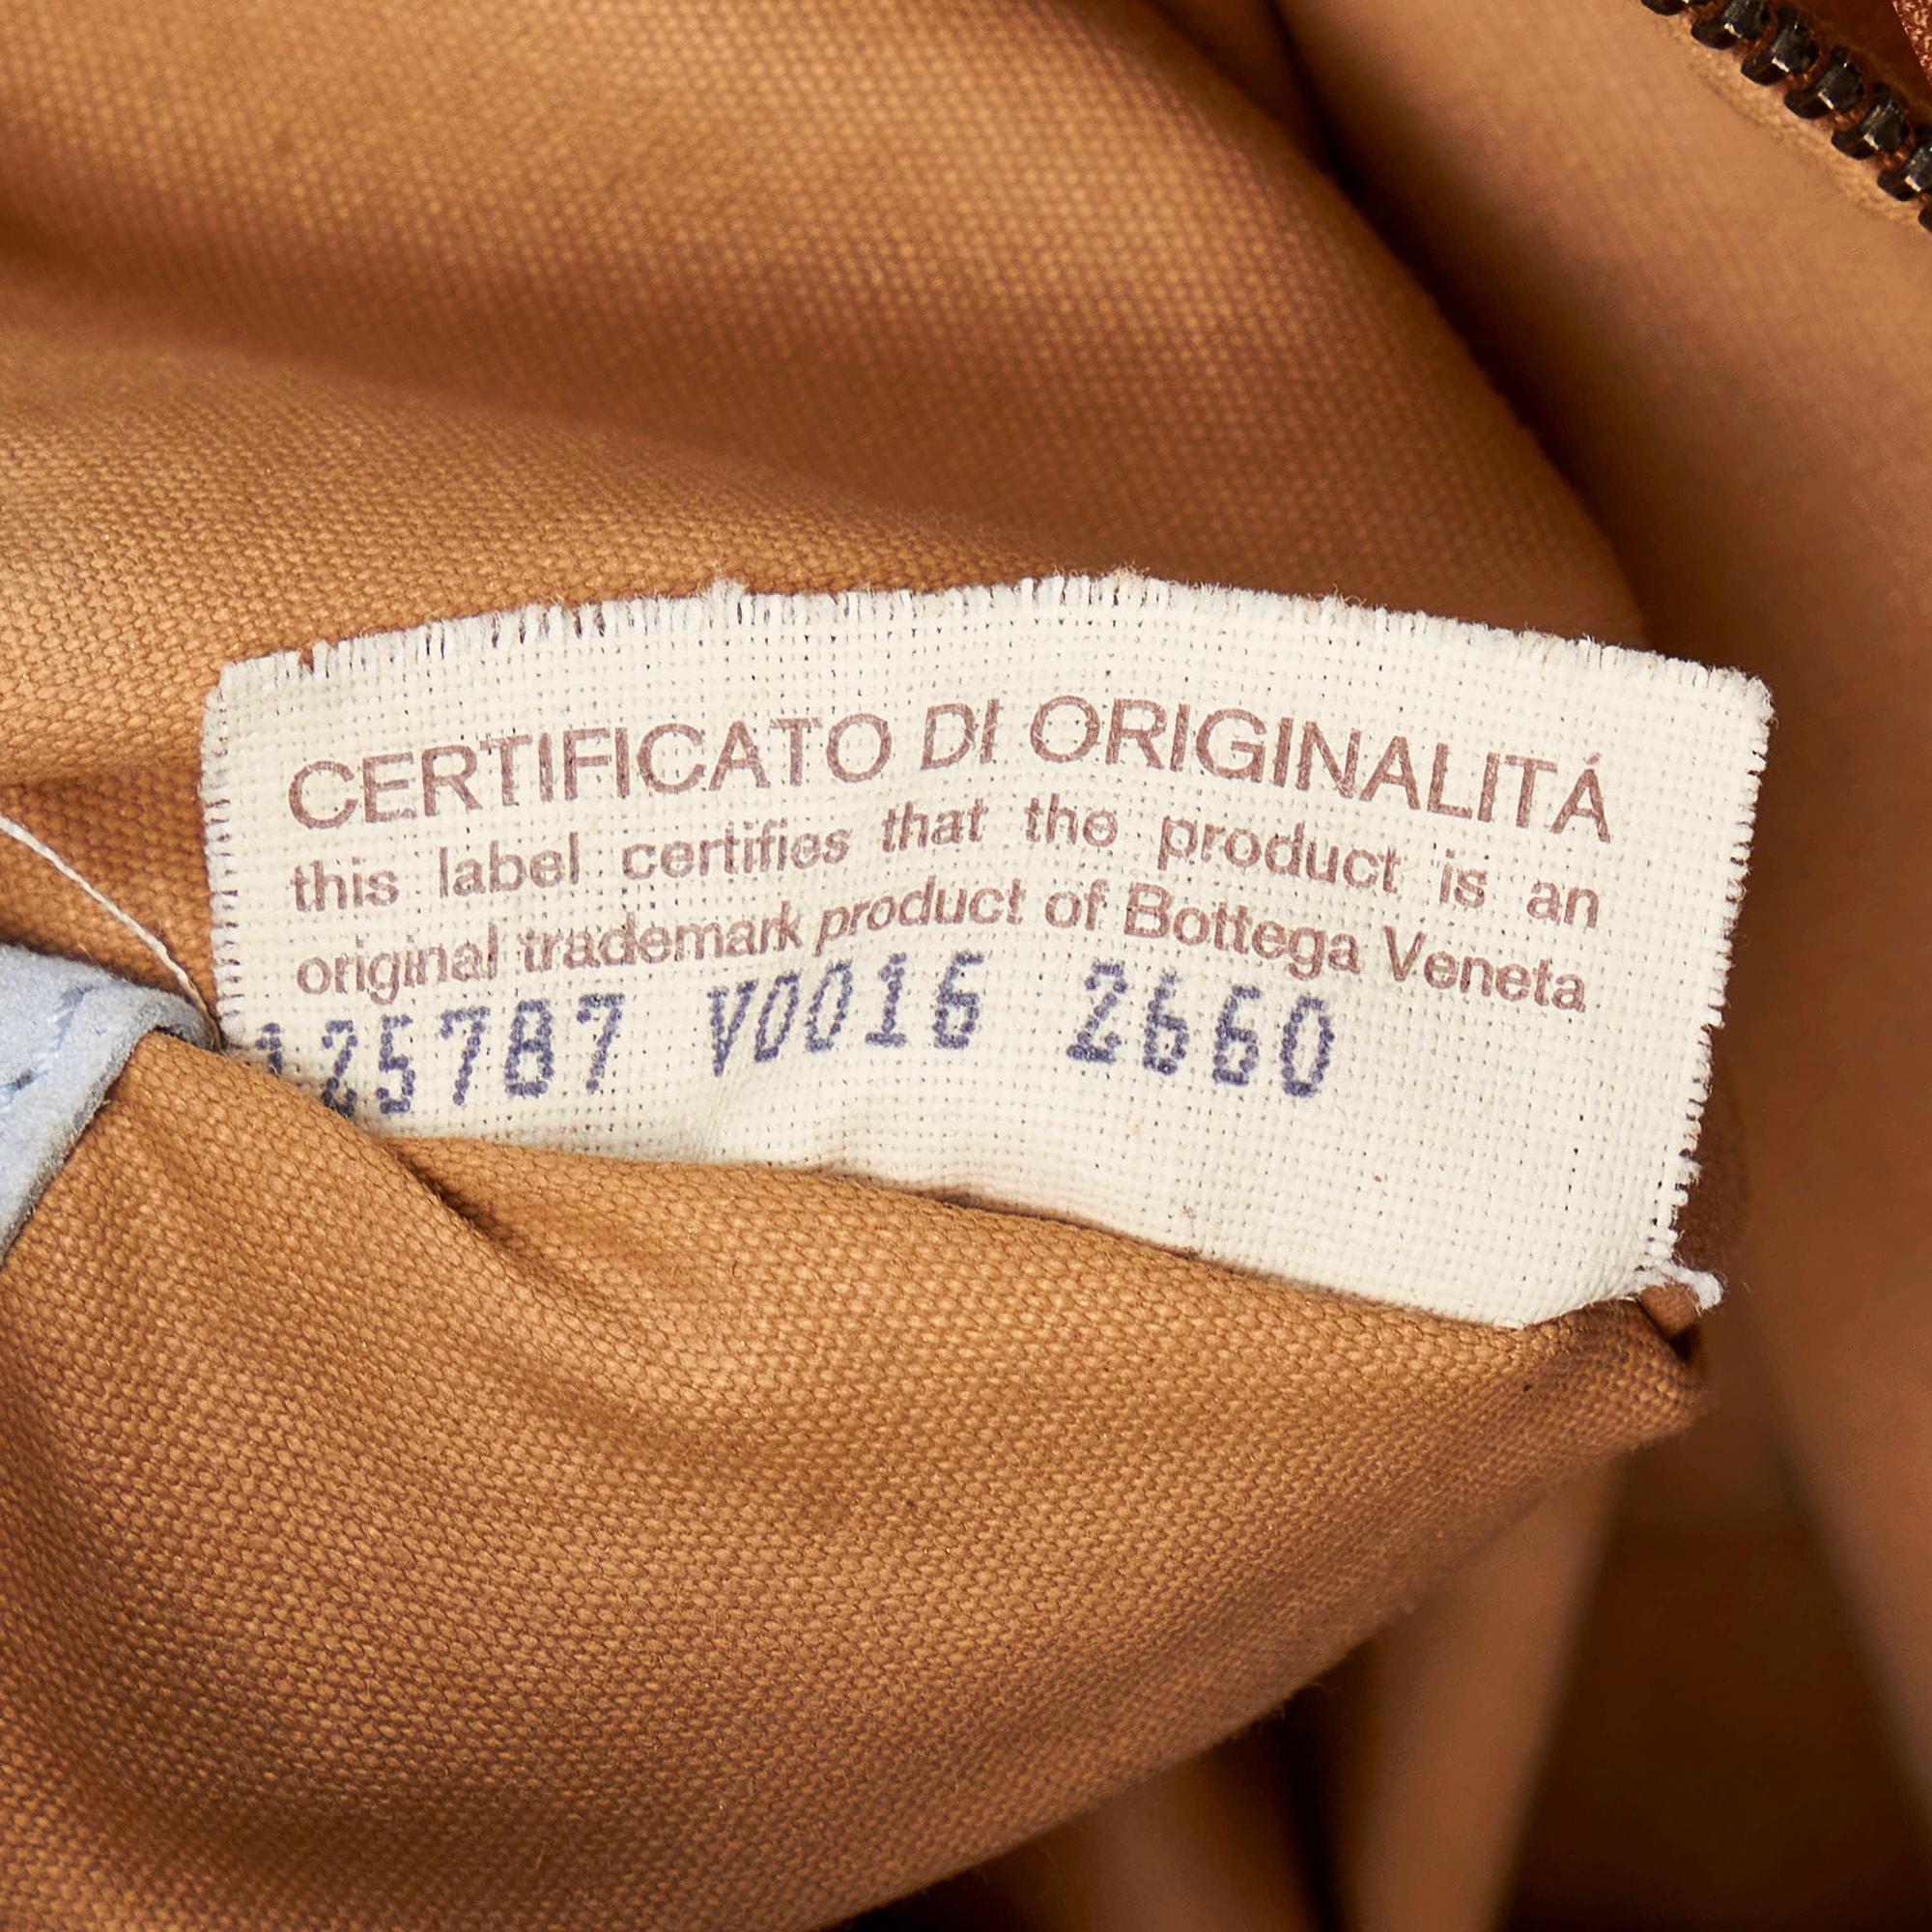 CERTIFICATO DI ORIGINALITÁ
this label certifies that the product is an
original trademark product of Bottega Veneta
125787 V0016 2660